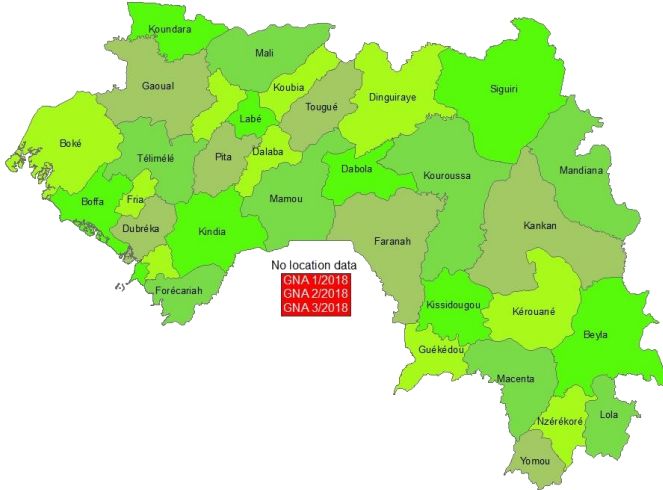 Koundara
Mali
Gaoual
Koubia
Siguiri
Tougué
Dinguiraye
Labé
Boké
Télimélé
Pita
Dalaba
Dabola
Kouroussa
Mandiana
Boffa
Fria
Mamou
Dubréka
Kindia
Kankan
Faranah
No location data
GNA 1/2018
GNA 2/2018
GNA 3/2018
Forécariah
Kissidougou
Kérouané
Beyla
Guékédou
Macenta
Nzérékoré
Lola
Yomou